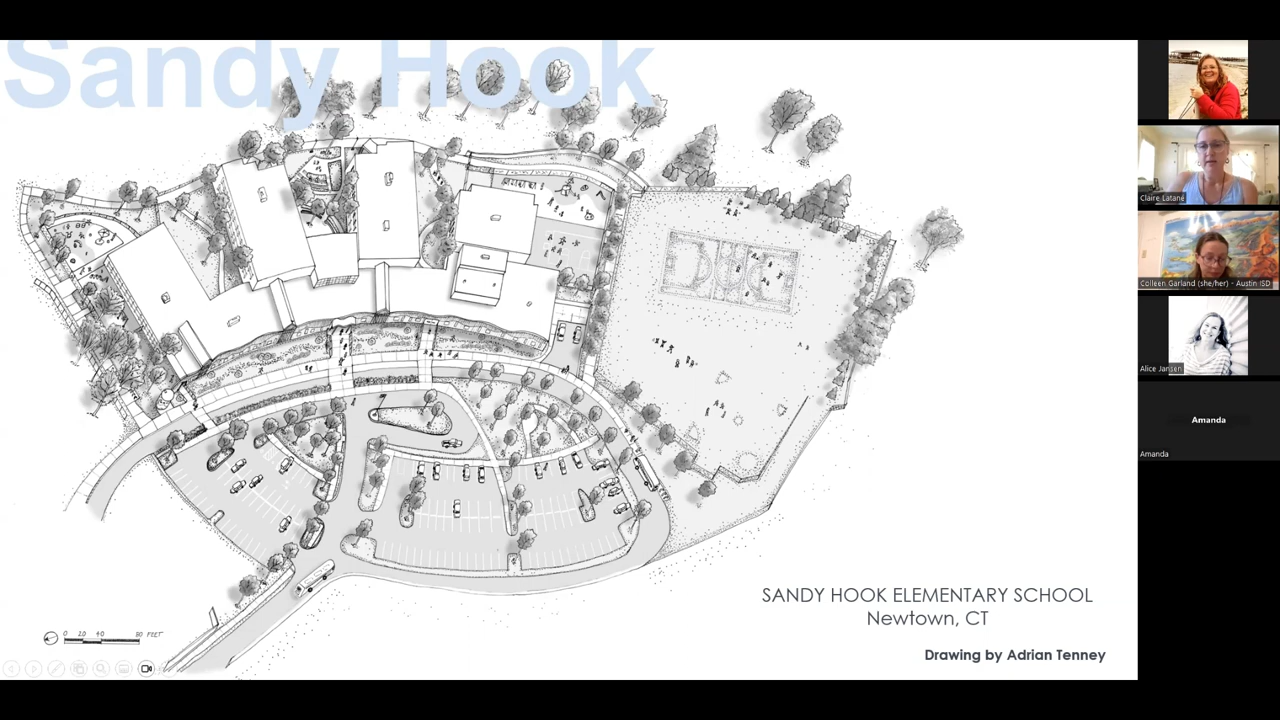 Sandy Hook
0 20 40 80 FEET
SANDY HOOK ELEMENTARY SCHOOL
Newtown, CT
Drawing by Adrian Tenney
Claire Latané
Colleen Garland (she/her) - Austin ISD
Alice Jansen
Amanda
Amanda